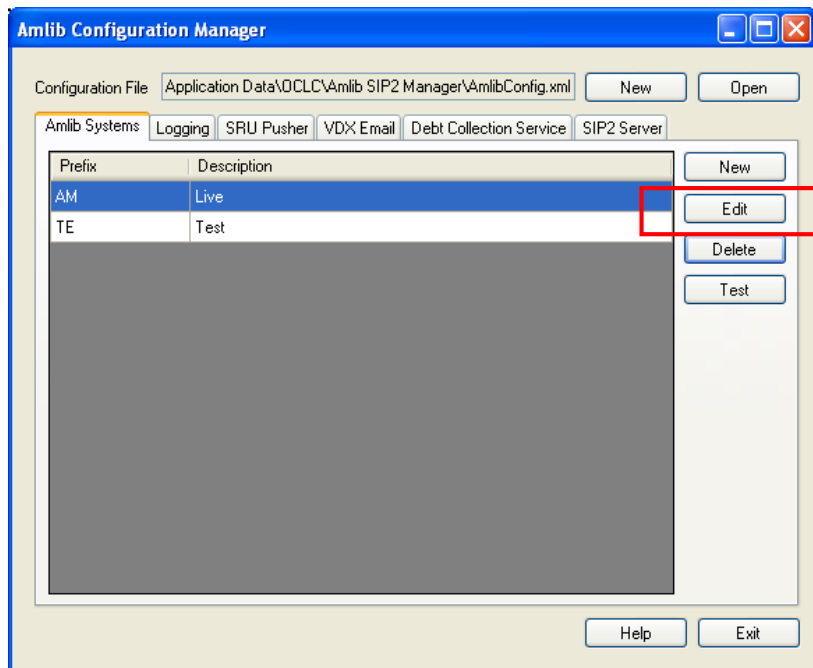 Amlib Configuration Manager
Configuration File Application Data\OCLC\Amlib SIP2 Manager\AmlibConfig.xml New Open
Amlib Systems Logging SRU Pusher VDX Email Debt Collection Service SIP2 Server
Prefix Description New
AM Live Edit
TE Test
Delete
Test
Help Exit